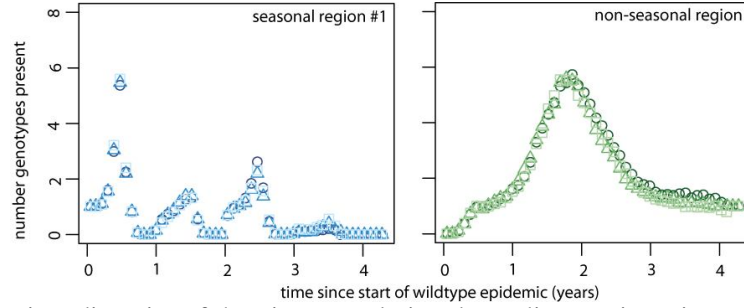 seasonal region #1
non-seasonal region
number genotypes present
8
6
4
2
0
0 1 2 3 4
0 1 2 3 4
time since start of wildtype epidemic (years)